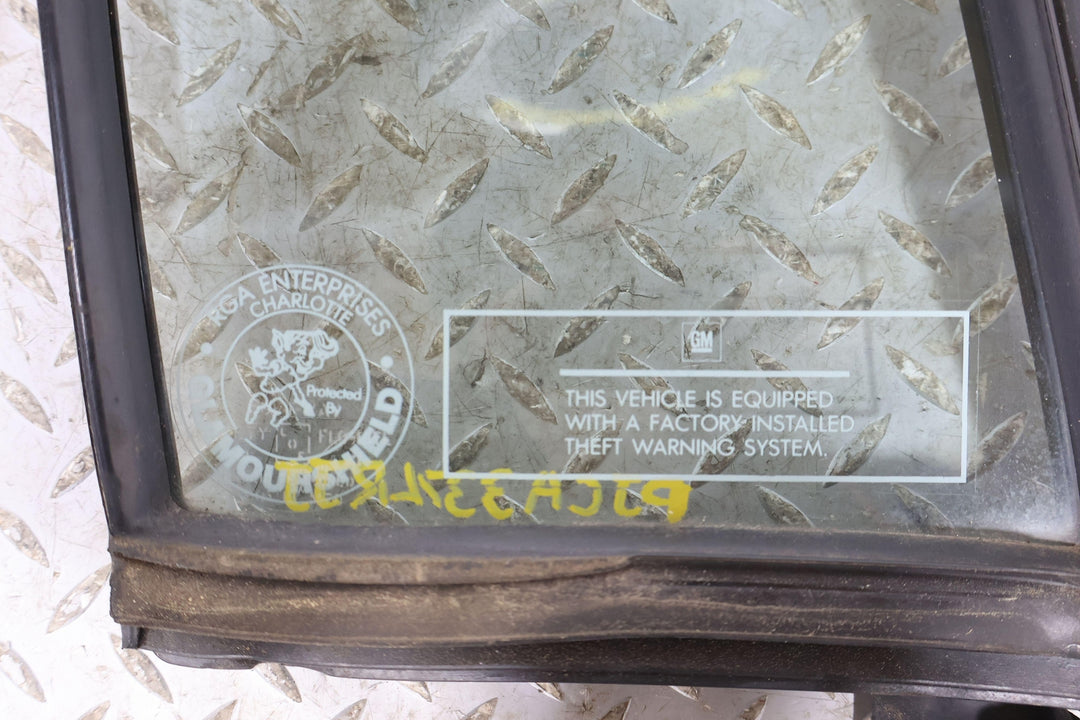 RGA ENTERPRISES
CHARLOTTE
Protected
By
GM
THIS VEHICLE IS EQUIPPED
WITH A FACTORY-INSTALLED
THEFT WARNING SYSTEM.